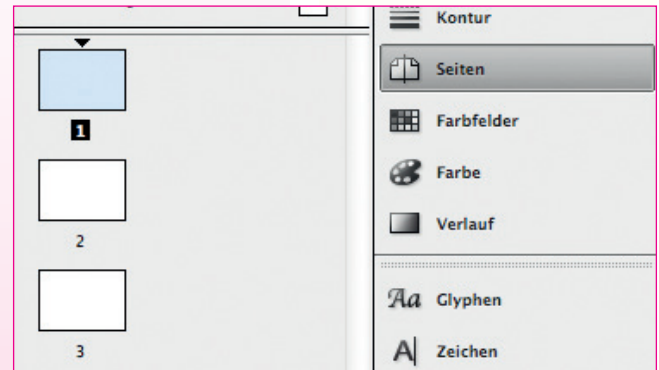 1
2
3
Kontur
Seiten
Farbfelder
Farbe
Verlauf
Glyphen
Zeichen